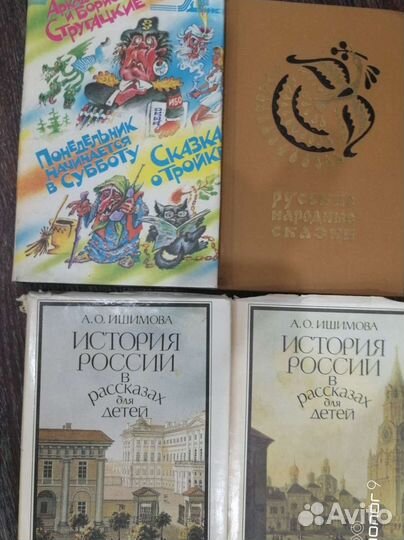 Аркадий
и Борис
Стругацкие
Понедельник
начинается
в субботу
Сказка
о Тройке
ИБО
Русские
народные
сказки
А. О. ИШИМОВА
ИСТОРИЯ
РОССИИ
в
рассказах
для
детей
А. О. ИШИМОВА
ИСТОРИЯ
РОССИИ
в
рассказах
для
детей
Avito